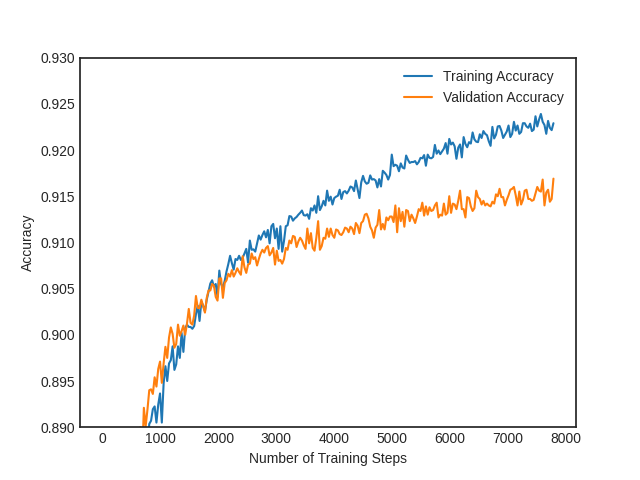 0.930
0.925
0.920
0.915
0.910
0.905
0.900
0.895
0.890
Accuracy
Training Accuracy
Validation Accuracy
0 1000 2000 3000 4000 5000 6000 7000 8000
Number of Training Steps